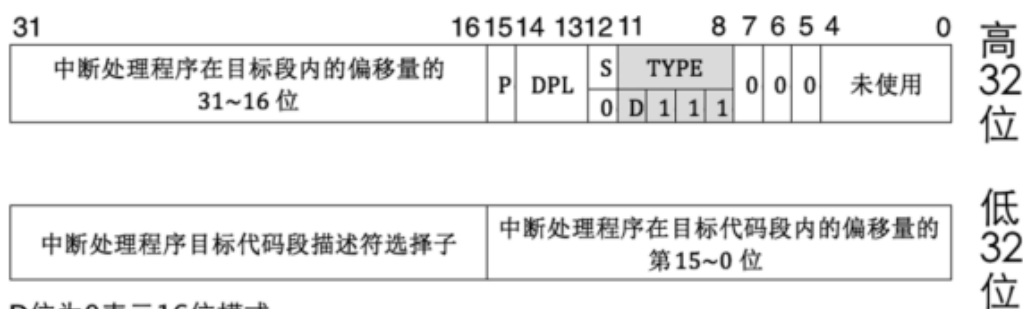 31 16 15 14 13 12 11 8 7 6 5 4 0
中断处理程序在目标段内的偏移量的
31~16 位
P DPL S TYPE 0 0 0 未使用
0 D 1 1 1
高
32
位
中断处理程序目标代码段描述符选择子
中断处理程序在目标代码段内的偏移量的
第 15~0 位
低
32
位